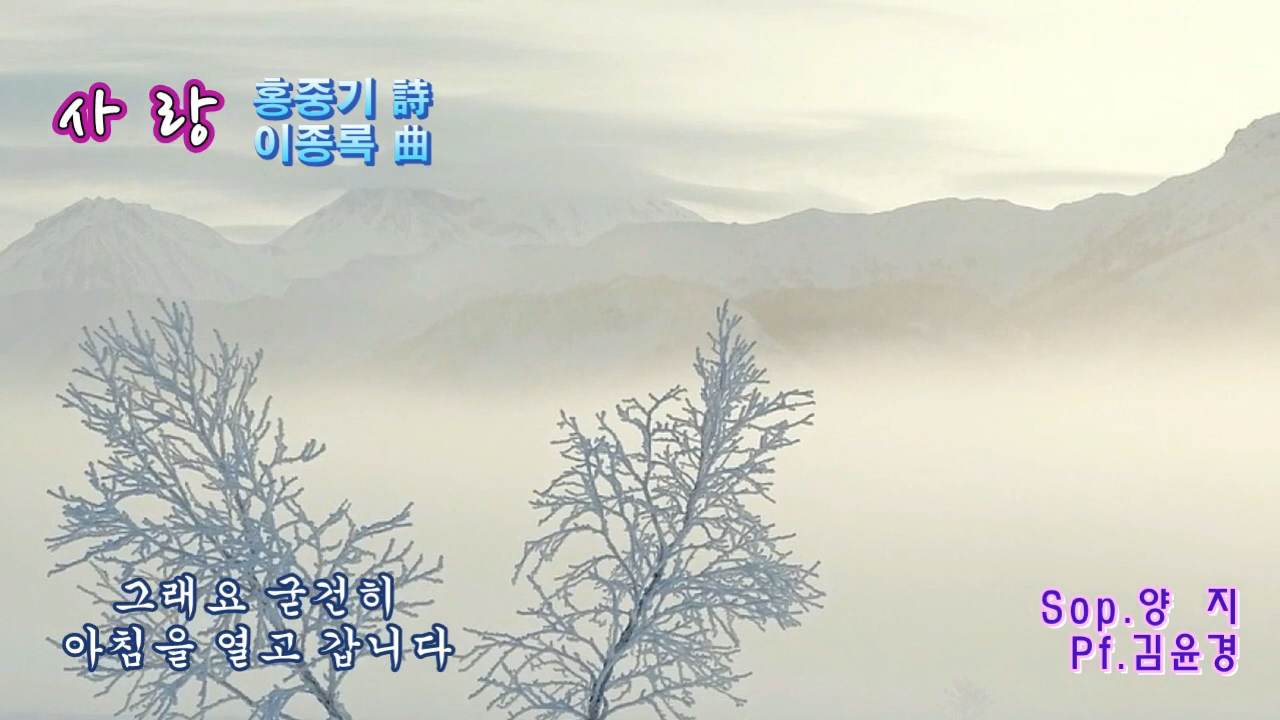 사 랑
홍중기 詩
이종록 曲
그래요 굳건히
아침을 열고 갑니다
Sop.양 지
Pf.김윤경